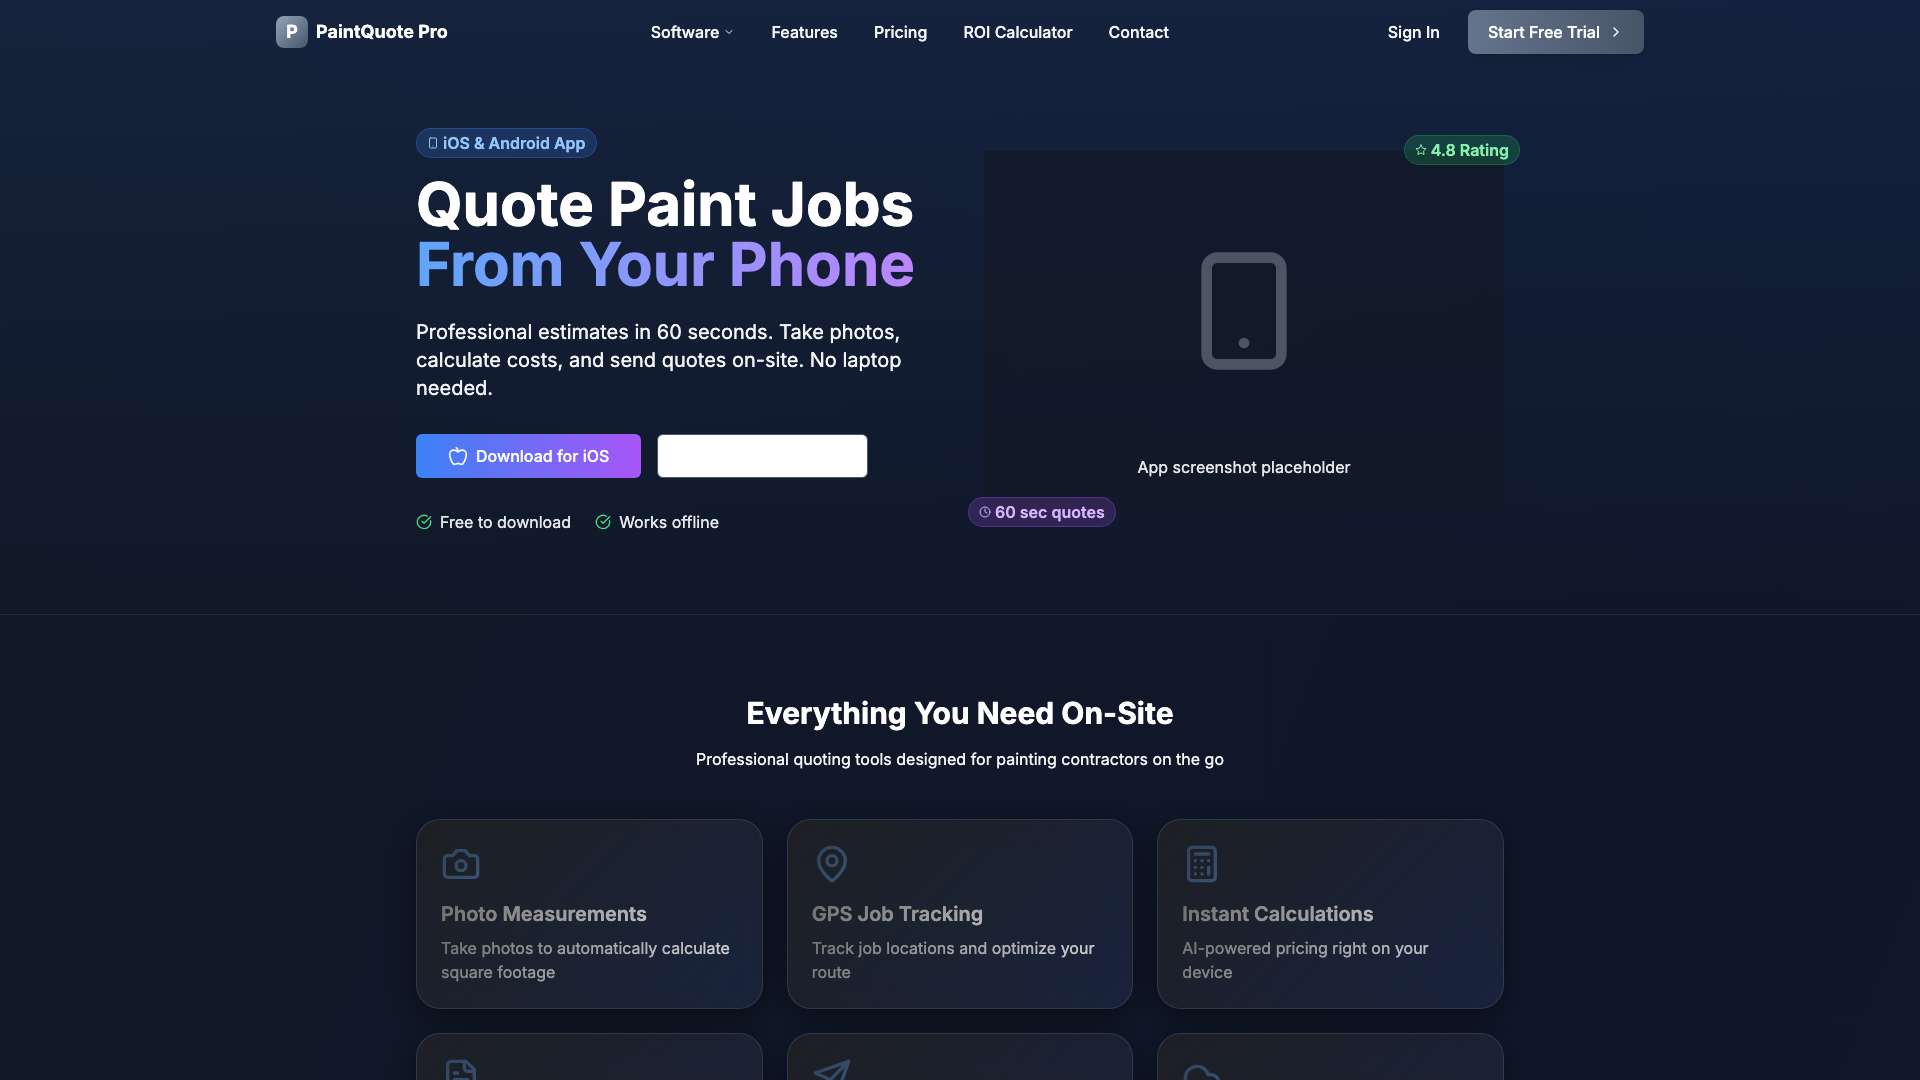 P PaintQuote Pro
Software
Features
Pricing
ROI Calculator
Contact
Sign In
Start Free Trial
iOS & Android App
Quote Paint Jobs
From Your Phone
Professional estimates in 60 seconds. Take photos,
calculate costs, and send quotes on-site. No laptop
needed.
Download for iOS
Free to download
Works offline
4.8 Rating
App screenshot placeholder
60 sec quotes
Everything You Need On-Site
Professional quoting tools designed for painting contractors on the go
Photo Measurements
Take photos to automatically calculate
square footage
GPS Job Tracking
Track job locations and optimize your
route
Instant Calculations
AI-powered pricing right on your
device